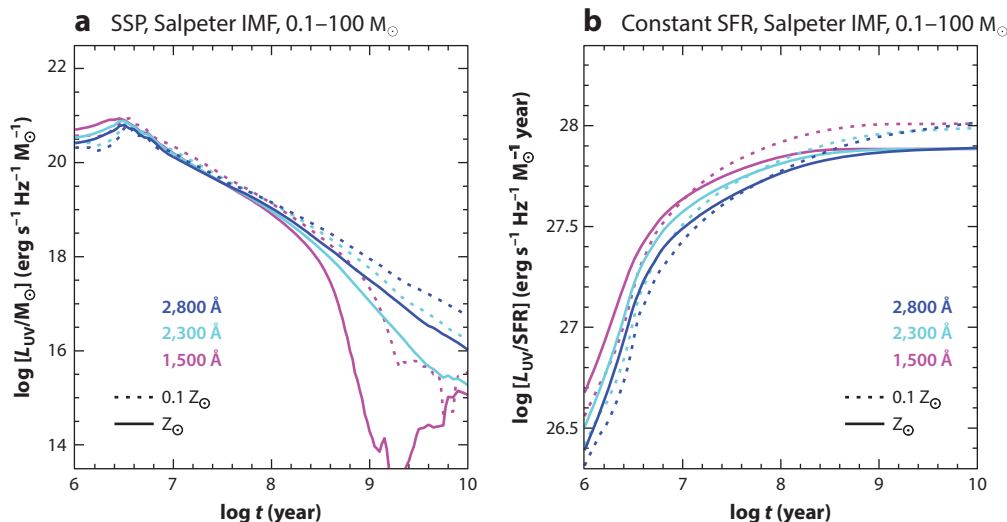 a SSP, Salpeter IMF, 0.1–100 M⊙
22
20
18
16
14
log [L_UV/M⊙] (erg s⁻¹ Hz⁻¹ M⊙⁻¹)
2,800 Å
2,300 Å
1,500 Å
0.1 Z⊙
Z⊙
6 7 8 9 10
log t (year)
b Constant SFR, Salpeter IMF, 0.1–100 M⊙
28
27.5
27
26.5
log [L_UV/SFR] (erg s⁻¹ Hz⁻¹ M⊙⁻¹ year)
2,800 Å
2,300 Å
1,500 Å
0.1 Z⊙
Z⊙
6 7 8 9 10
log t (year)